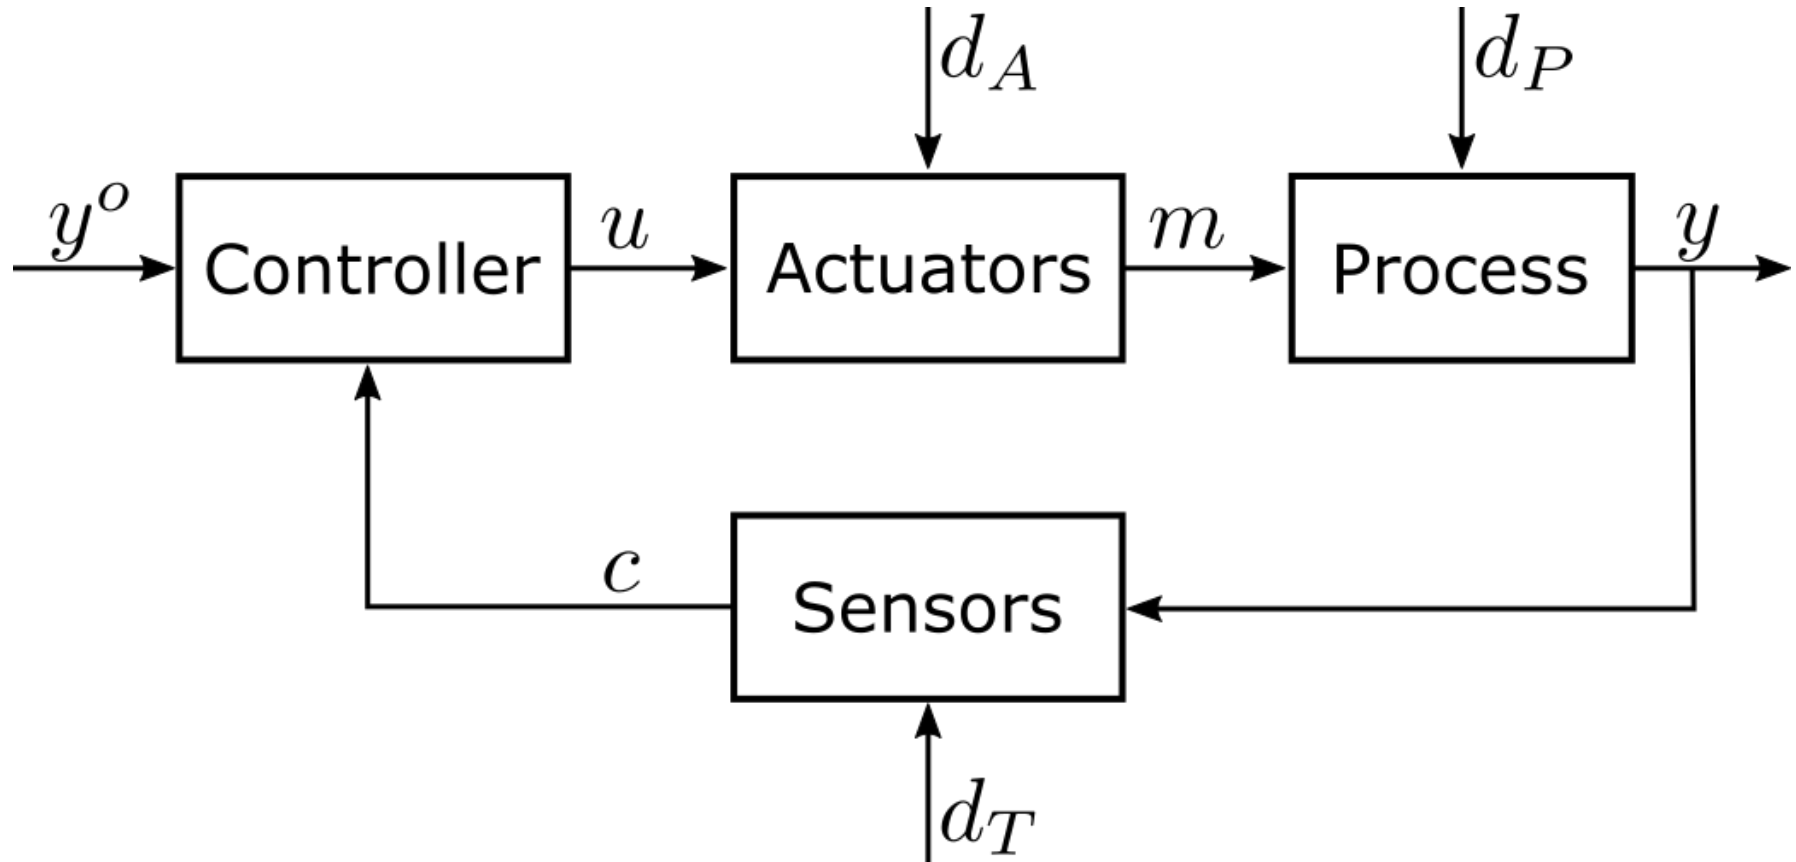 d_A
d_P
y^o
Controller
u
Actuators
m
Process
y
c
Sensors
d_T